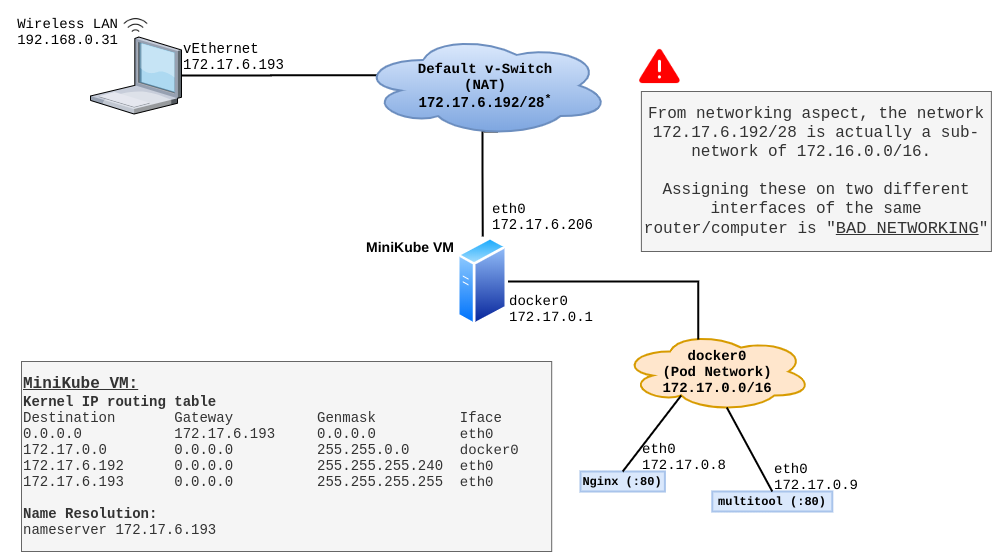 Wireless LAN
192.168.0.31
vEthernet
172.17.6.193
Default v-Switch
(NAT)
172.17.6.192/28*
From networking aspect, the network
172.17.6.192/28 is actually a sub-
network of 172.16.0.0/16.
Assigning these on two different
interfaces of the same
router/computer is "BAD NETWORKING"
eth0
172.17.6.206
MiniKube VM
docker0
172.17.0.1
docker0
(Pod Network)
172.17.0.0/16
eth0
172.17.0.8
Nginx (:80)
eth0
172.17.0.9
multitool (:80)
MiniKube VM:
Kernel IP routing table
Destination Gateway Genmask Iface
0.0.0.0 172.17.6.193 0.0.0.0 eth0
172.17.0.0 0.0.0.0 255.255.0.0 docker0
172.17.6.192 0.0.0.0 255.255.255.240 eth0
172.17.6.193 0.0.0.0 255.255.255.255 eth0
Name Resolution:
nameserver 172.17.6.193